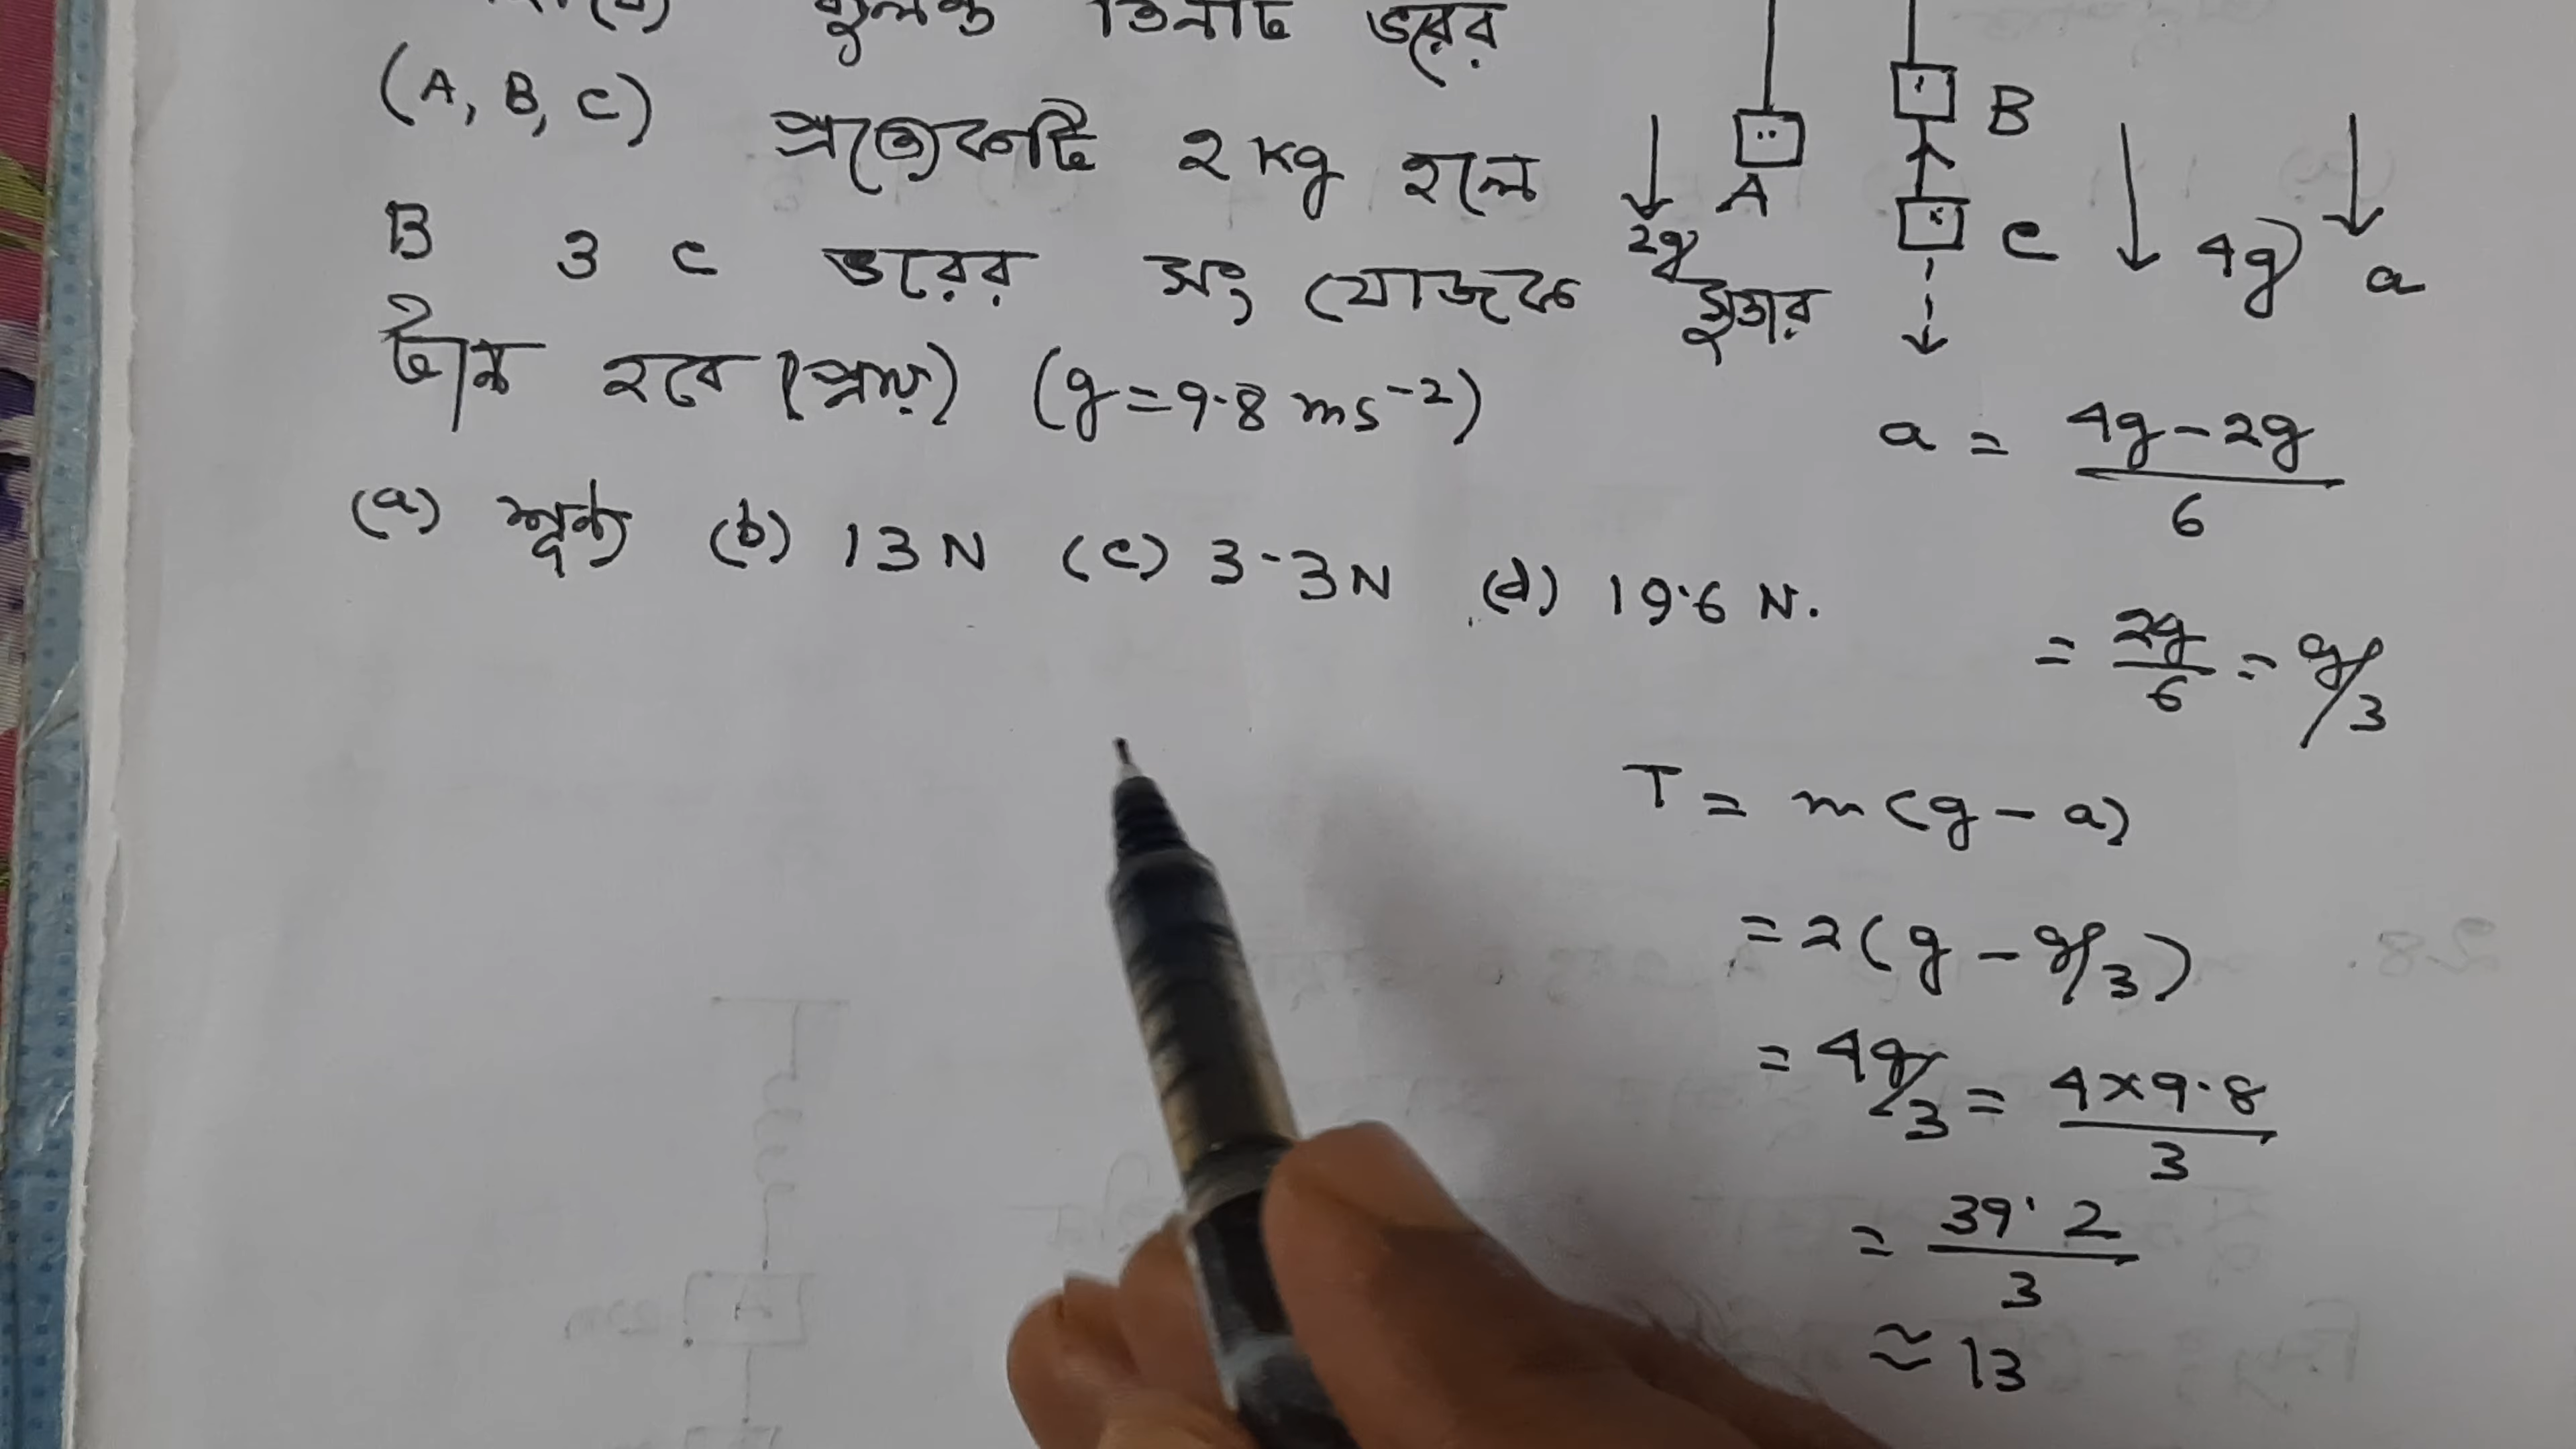 ভরের
(A, B, C) প্রত্যেকটি 2 kg হলে
B ও C ভরের সংযোজক সুতার
টান হবে (প্রায়) (g = 9.8 ms⁻²)
(a) শূন্য (b) 13 N (c) 3.3 N (d) 19.6 N.
B
A
C
2g
4g
a
a = (4g - 2g)/6
= 2g/6 = g/3
T = m (g - a)
= 2 (g - g/3)
= 4g/3 = (4 × 9.8)/3
= 39.2/3
≈ 13